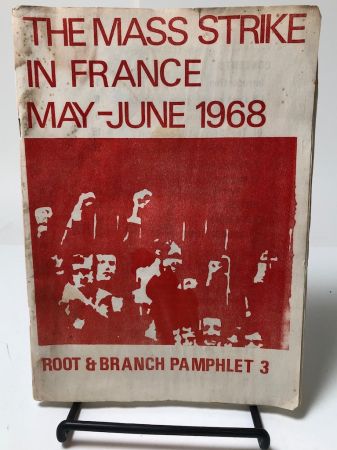 THE MASS STRIKE
IN FRANCE
MAY-JUNE 1968
ROOT & BRANCH PAMPHLET 3